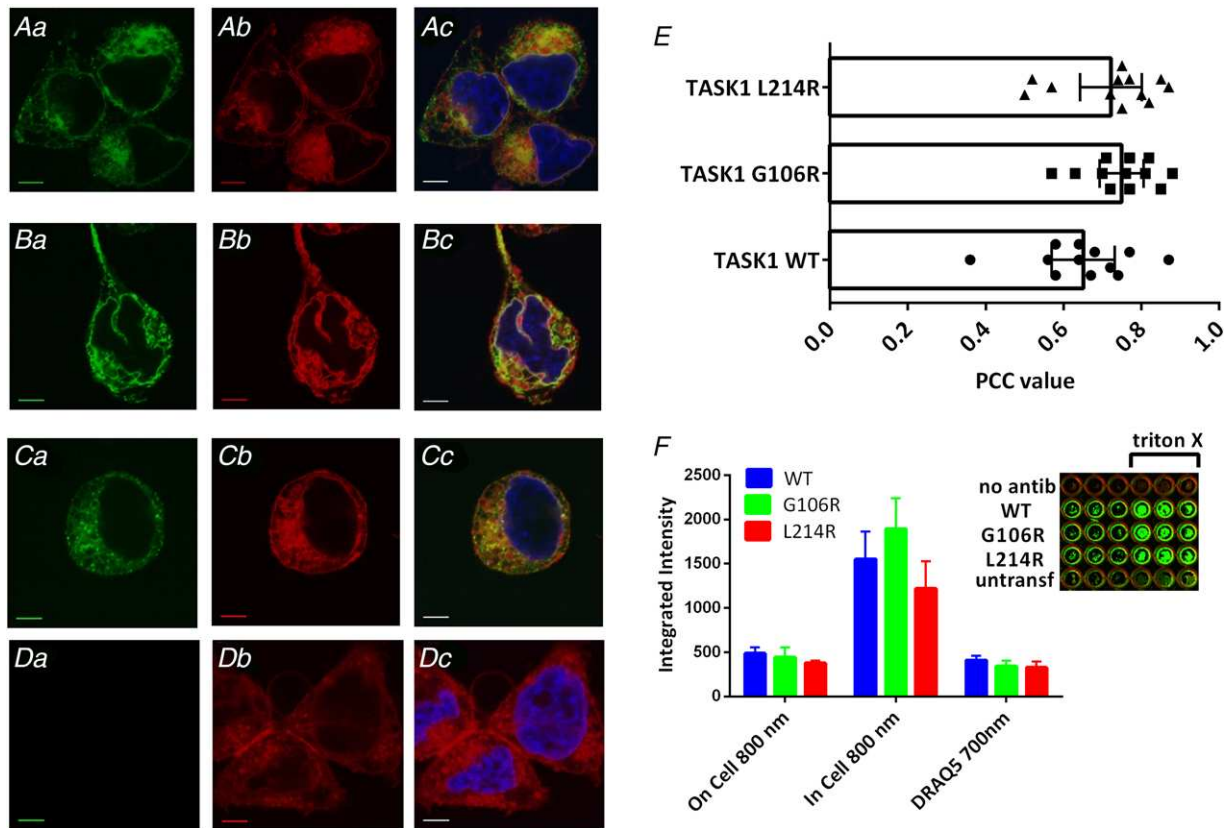 Aa
Ab
Ac
Ba
Bb
Bc
Ca
Cb
Cc
Da
Db
Dc
E
TASK1 L214R
TASK1 G106R
TASK1 WT
0.0 0.2 0.4 0.6 0.8 1.0
PCC value
F
Integrated Intensity
2500
2000
1500
1000
500
0
WT
G106R
L214R
On Cell 800 nm
In Cell 800 nm
DRAQ5 700nm
triton X
no antib
WT
G106R
L214R
untransf